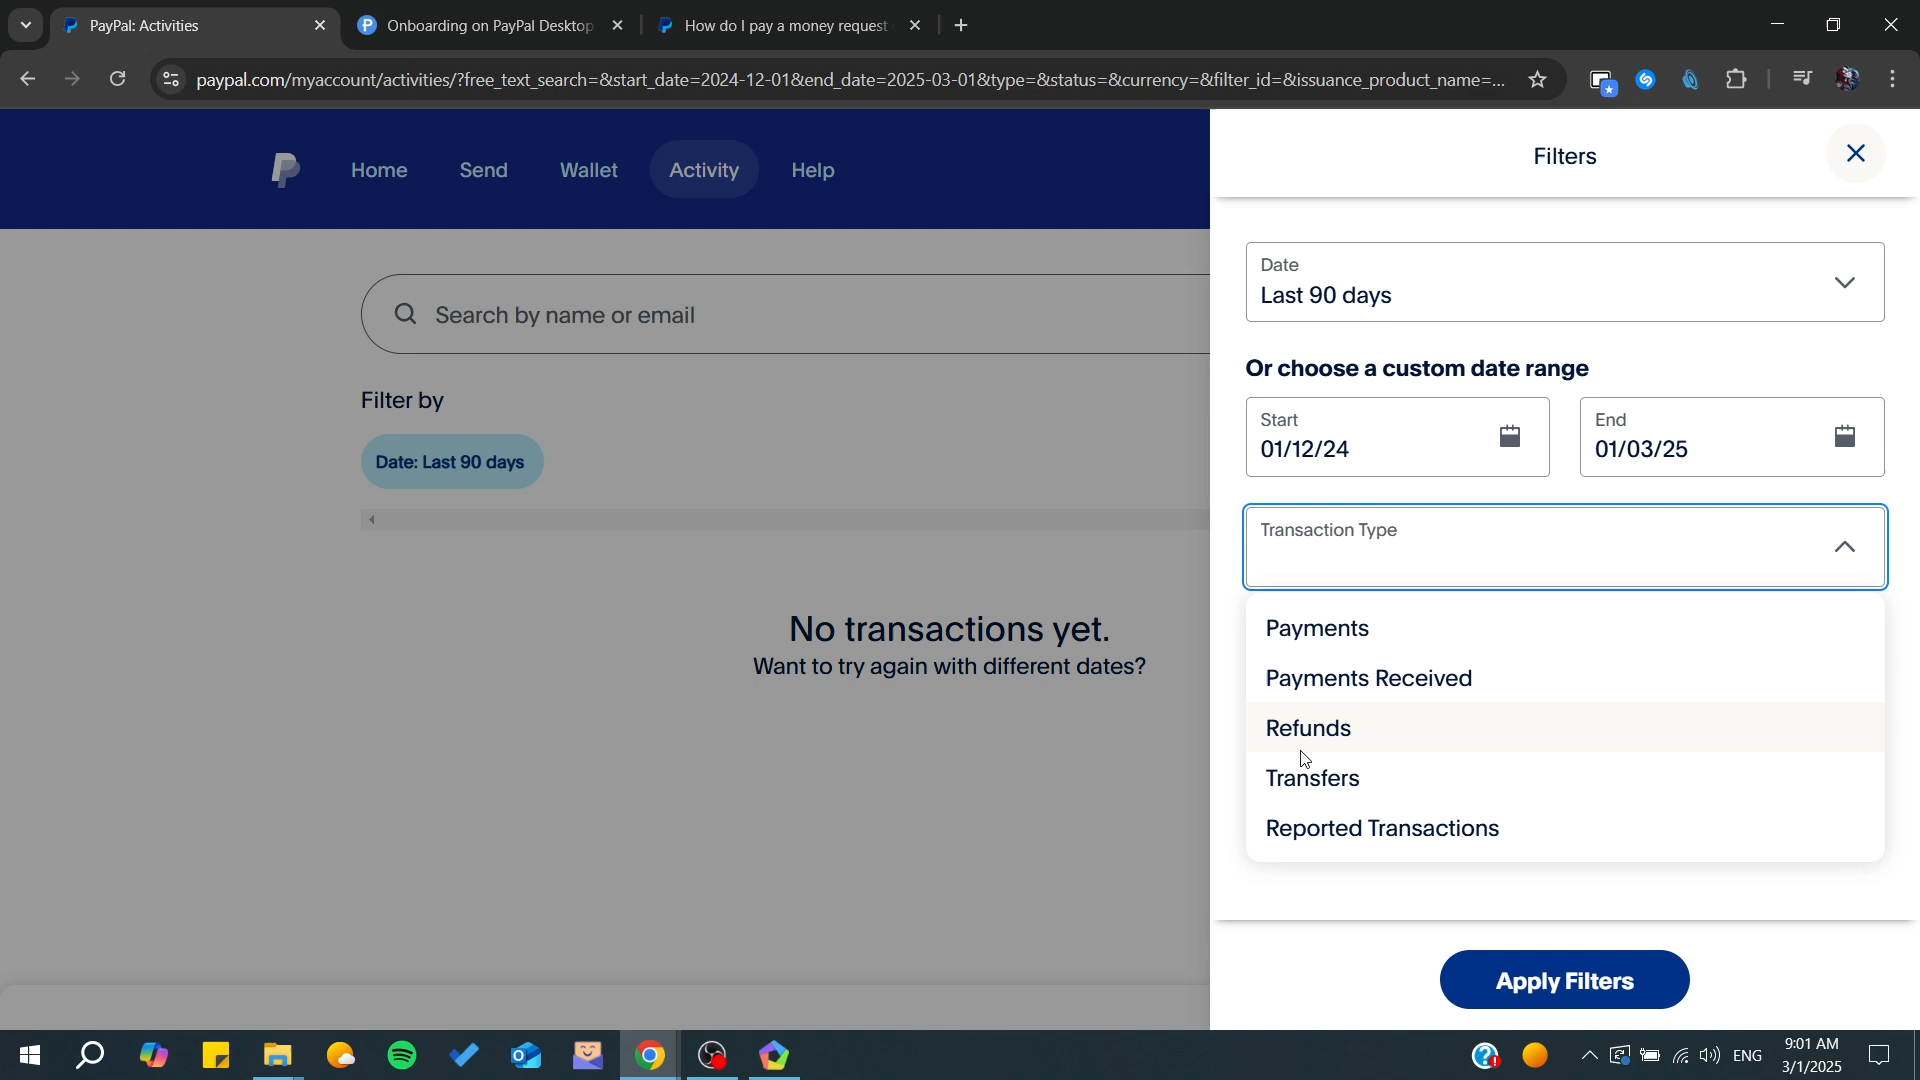 PayPal: Activities
Onboarding on PayPal Desktop
How do I pay a money request
paypal.com/myaccount/activities/?free_text_search=&start_date=2024-12-01&end_date=2025-03-01&type=&status=&currency=&filter_id=&issuance_product_name=...
Home
Send
Wallet
Activity
Help
Search by name or email
Filter by
Date: Last 90 days
No transactions yet.
Want to try again with different dates?
Filters
Date
Last 90 days
Or choose a custom date range
Start
01/12/24
End
01/03/25
Transaction Type
Payments
Payments Received
Refunds
Transfers
Reported Transactions
Apply Filters
ENG
9:01 AM
3/1/2025